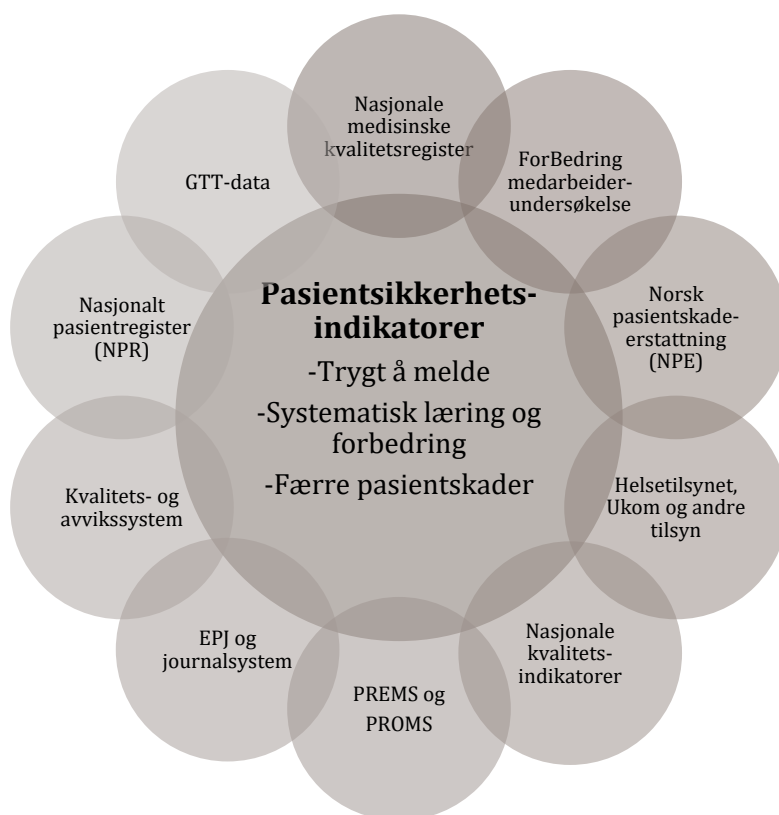 Nasjonale
medisinske
kvalitetsregister
ForBedring
medarbeider-
undersøkelse
Norsk
pasientskade-
erstattning
(NPE)
Helsetilsynet,
Ukom og andre
tilsyn
Nasjonale
kvalitets-
indikatorer
PREMS og
PROMS
EPJ og
journalsystem
Kvalitets- og
avvikssystem
Nasjonalt
pasientregister
(NPR)
GTT-data
Pasientsikkerhets-
indikatorer
-Trygt å melde
-Systematisk læring og
forbedring
-Færre pasientskader